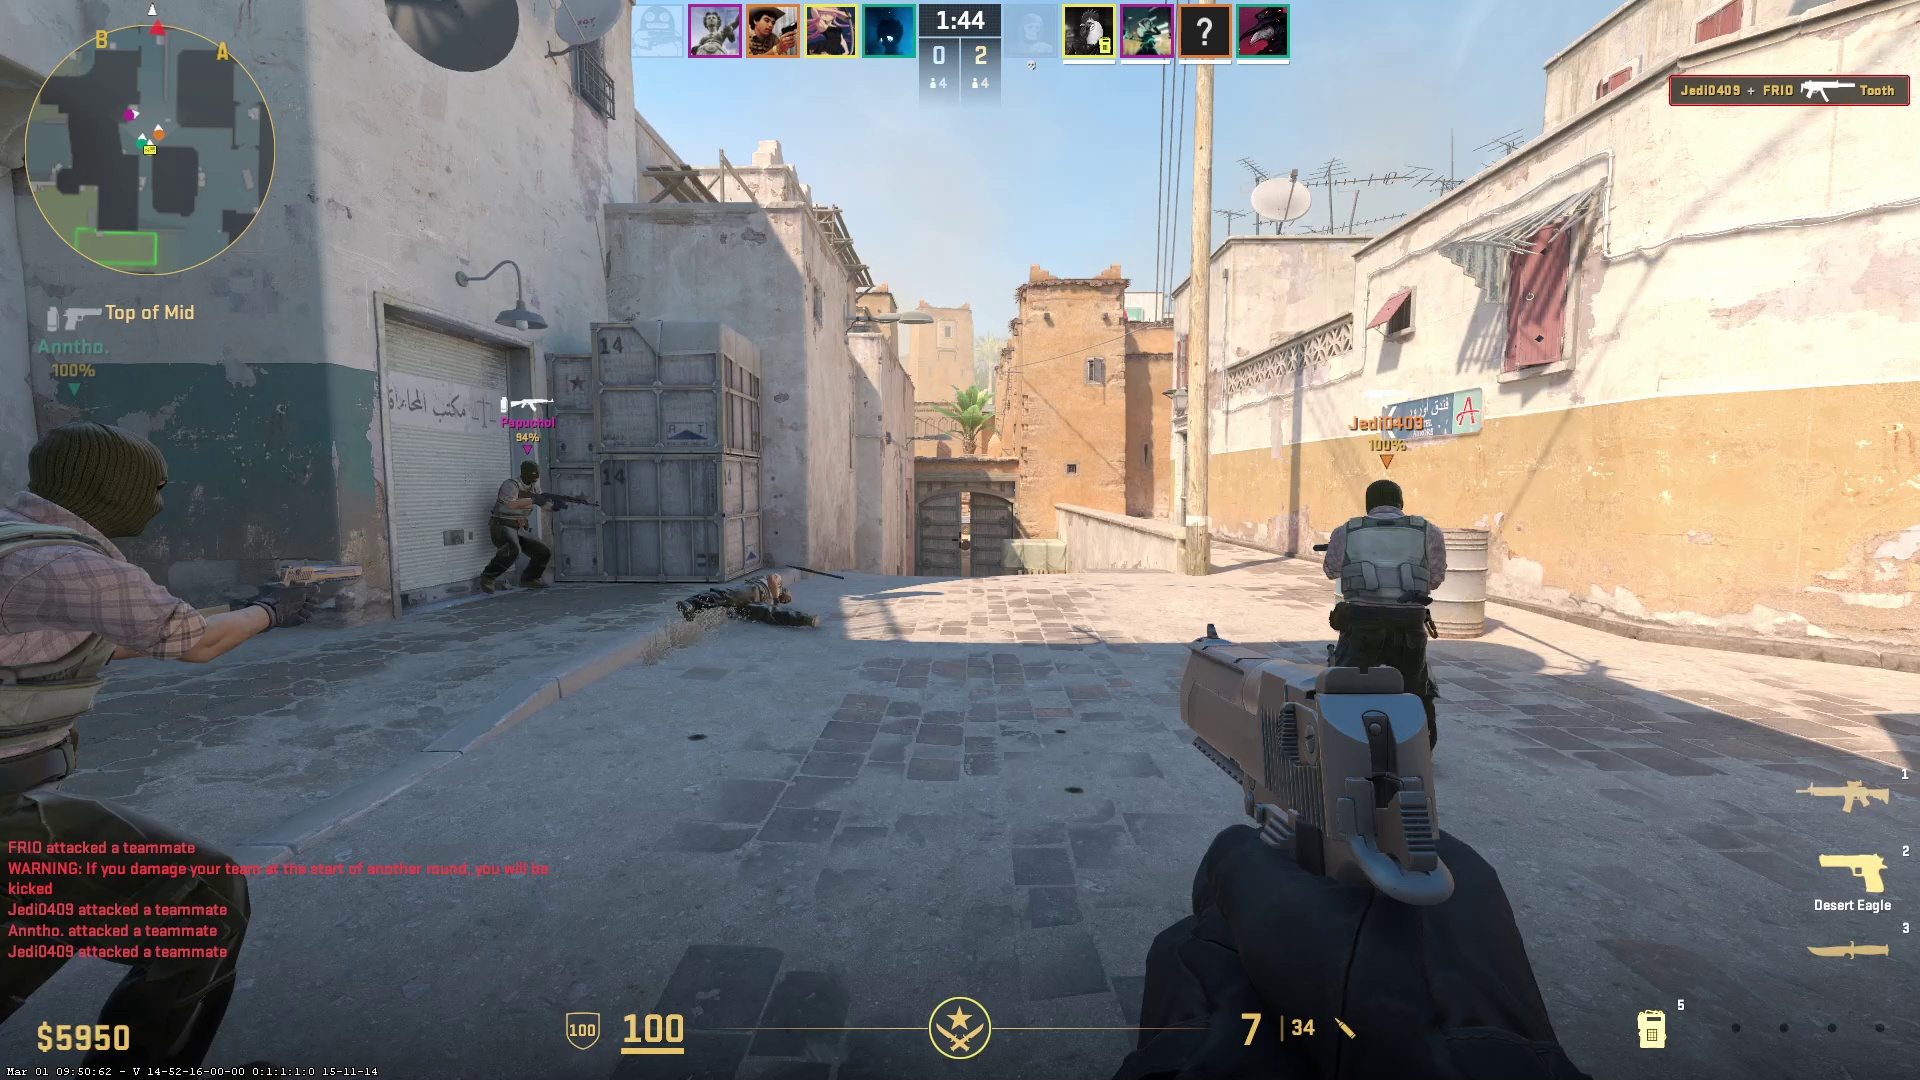 1:44
0 2
4 4
?
B
A
Jedi0409 + FRIO Tooth
Top of Mid
Anntho.
100%
14
Papuchol
94%
مكتب
R T
14
14
Jedi0409
100%
فندق
A
FRIO attacked a teammate
WARNING: If you damage your team at the start of another round, you will be
kicked
Jedi0409 attacked a teammate
Anntho. attacked a teammate
Jedi0409 attacked a teammate
1
2
Desert Eagle
3
5
$5950
100 100
7 | 34
Mar 01 09:50:62 - V 14-52-16-00-00 0:1:1:1:0 15-11-14